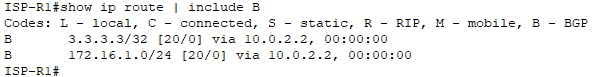 ISP-R1#show ip route | include B
Codes: L - local, C - connected, S - static, R - RIP, M - mobile, B - BGP
B 3.3.3.3/32 [20/0] via 10.0.2.2, 00:00:00
B 172.16.1.0/24 [20/0] via 10.0.2.2, 00:00:00
ISP-R1#